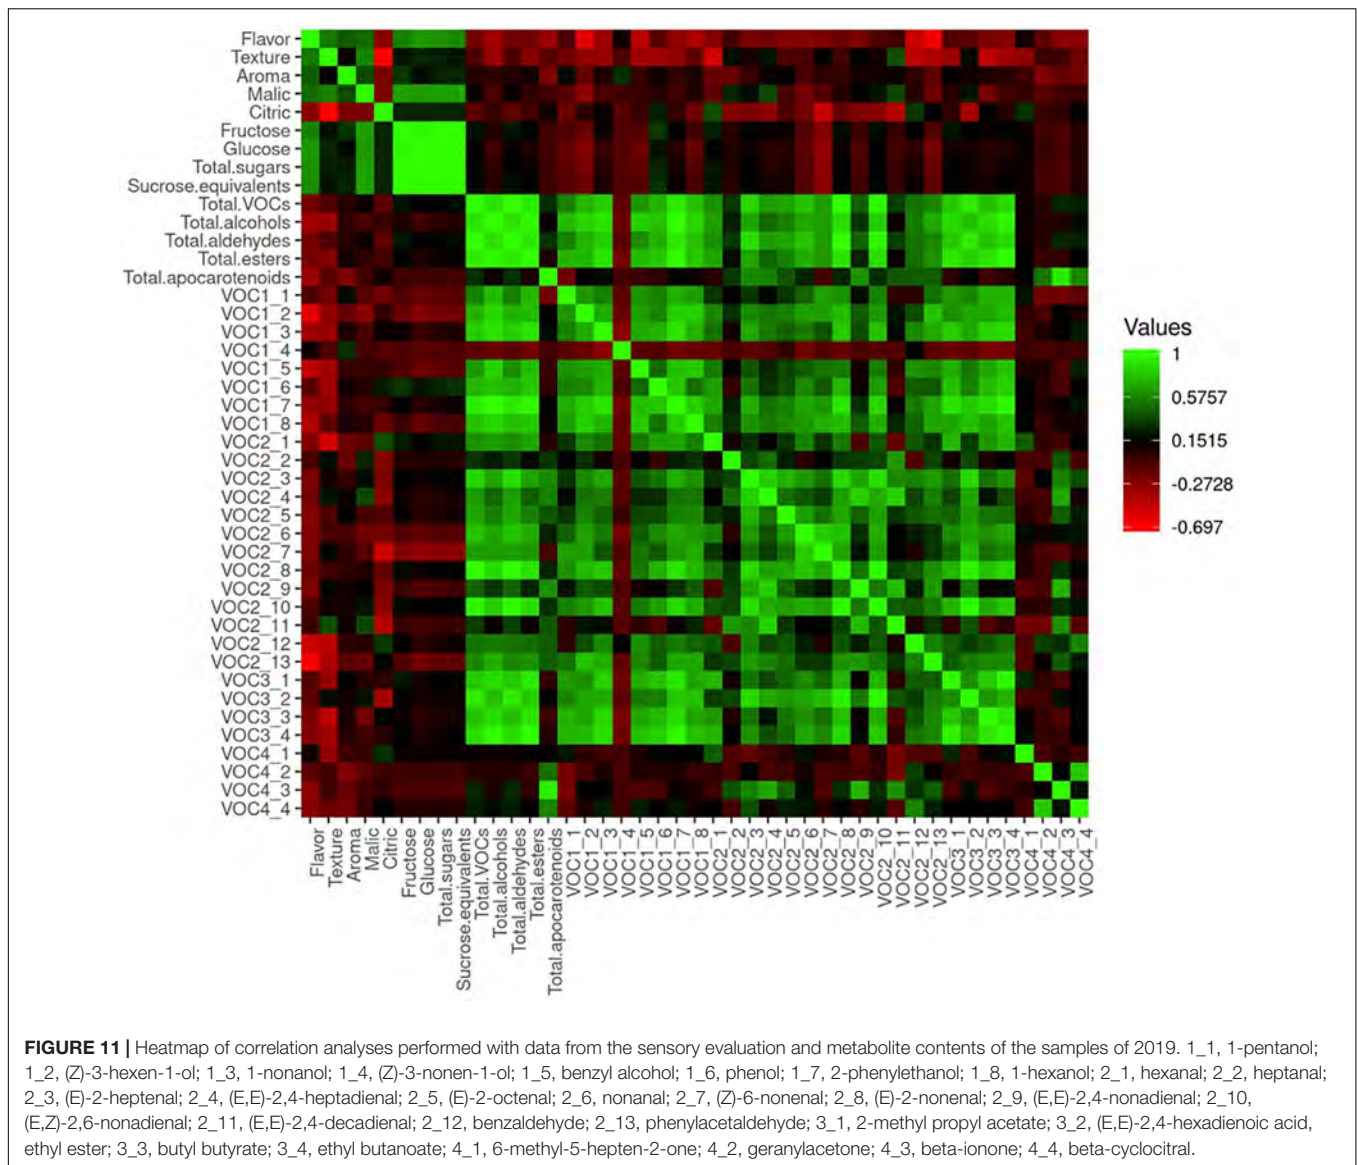 Flavor
Texture
Aroma
Malic
Citric
Fructose
Glucose
Total.sugars
Sucrose.equivalents
Total.VOCs
Total.alcohols
Total.aldehydes
Total.esters
Total.apocarotenoids
VOC1_1
VOC1_2
VOC1_3
VOC1_4
VOC1_5
VOC1_6
VOC1_7
VOC1_8
VOC2_1
VOC2_2
VOC2_3
VOC2_4
VOC2_5
VOC2_6
VOC2_7
VOC2_8
VOC2_9
VOC2_10
VOC2_11
VOC2_12
VOC2_13
VOC3_1
VOC3_2
VOC3_3
VOC3_4
VOC4_1
VOC4_2
VOC4_3
VOC4_4
Flavor
Texture
Aroma
Malic
Citric
Fructose
Glucose
Total.sugars
Sucrose.equivalents
Total.VOCs
Total.alcohols
Total.aldehydes
Total.esters
Total.apocarotenoids
VOC1_1
VOC1_2
VOC1_3
VOC1_4
VOC1_5
VOC1_6
VOC1_7
VOC1_8
VOC2_1
VOC2_2
VOC2_3
VOC2_4
VOC2_5
VOC2_6
VOC2_7
VOC2_8
VOC2_9
VOC2_10
VOC2_11
VOC2_12
VOC2_13
VOC3_1
VOC3_2
VOC3_3
VOC3_4
VOC4_1
VOC4_2
VOC4_3
VOC4_4
Values
1
0.5757
0.1515
-0.2728
-0.697
FIGURE 11 | Heatmap of correlation analyses performed with data from the sensory evaluation and metabolite contents of the samples of 2019. 1_1, 1-pentanol;
1_2, (Z)-3-hexen-1-ol; 1_3, 1-nonanol; 1_4, (Z)-3-nonen-1-ol; 1_5, benzyl alcohol; 1_6, phenol; 1_7, 2-phenylethanol; 1_8, 1-hexanol; 2_1, hexanal; 2_2, heptanal;
2_3, (E)-2-heptenal; 2_4, (E,E)-2,4-heptadienal; 2_5, (E)-2-octenal; 2_6, nonanal; 2_7, (Z)-6-nonenal; 2_8, (E)-2-nonenal; 2_9, (E,E)-2,4-nonadienal; 2_10,
(E,Z)-2,6-nonadienal; 2_11, (E,E)-2,4-decadienal; 2_12, benzaldehyde; 2_13, phenylacetaldehyde; 3_1, 2-methyl propyl acetate; 3_2, (E,E)-2,4-hexadienoic acid,
ethyl ester; 3_3, butyl butyrate; 3_4, ethyl butanoate; 4_1, 6-methyl-5-hepten-2-one; 4_2, geranylacetone; 4_3, beta-ionone; 4_4, beta-cyclocitral.